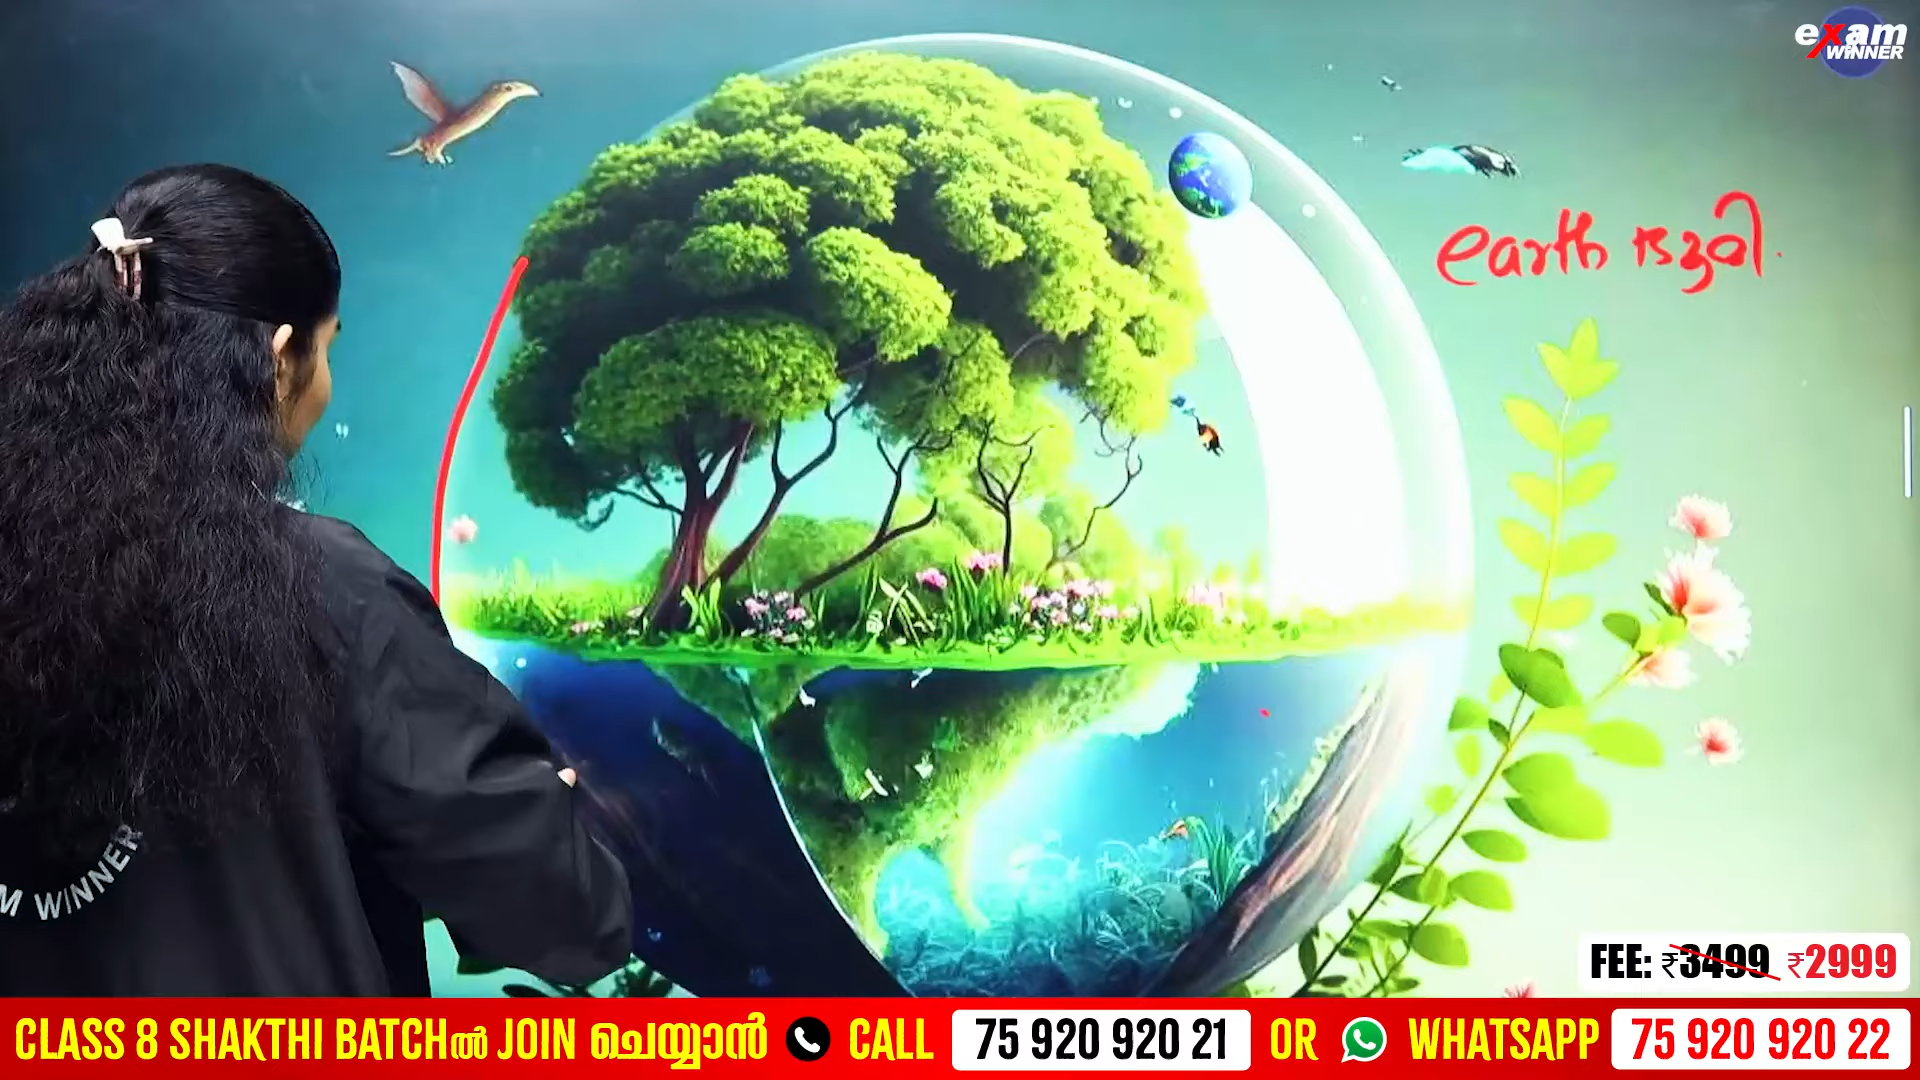 exam
WINNER
earth ഭൂമി.
M WINNER
FEE: ₹3499 ₹2999
CLASS 8 SHAKTHI BATCHൽ JOIN ചെയ്യാൻ CALL 75 920 920 21 OR WHATSAPP 75 920 920 22